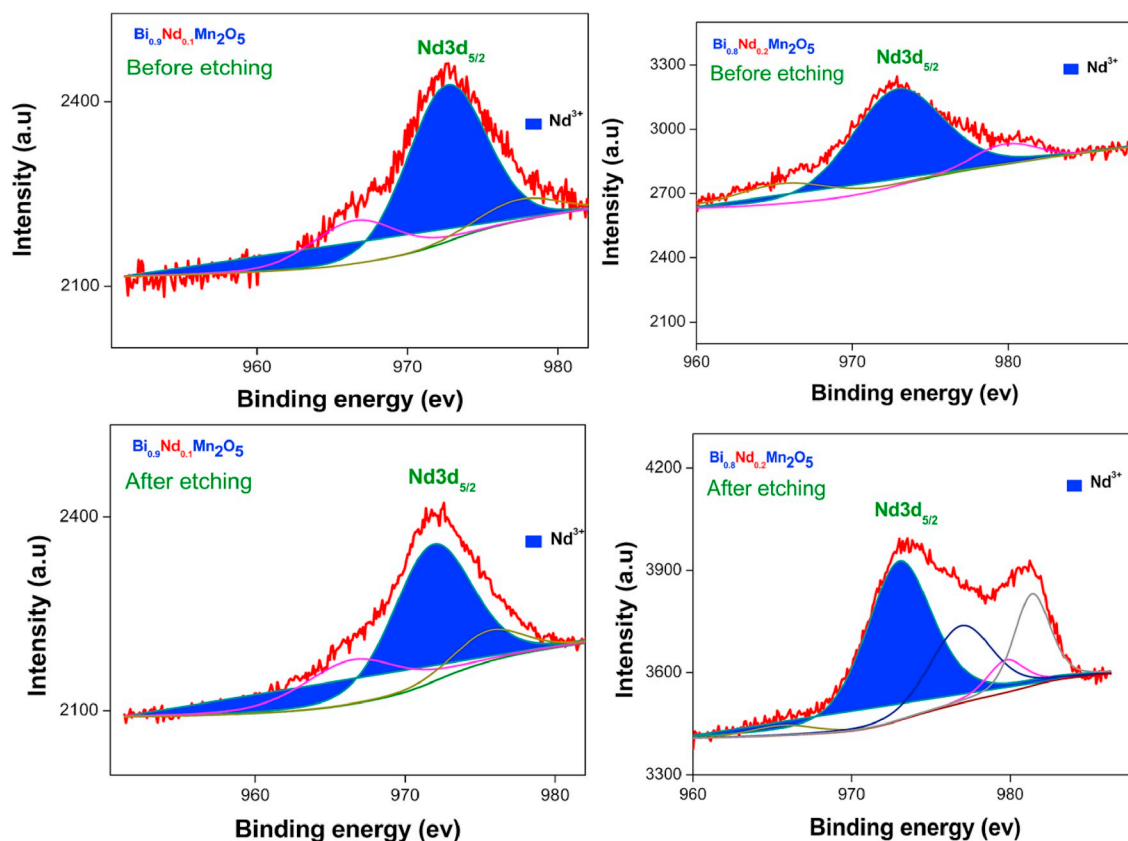 Bi₀.₉Nd₀.₁Mn₂O₅
Before etching
Nd3d₅/₂
Nd³⁺
2400
2100
Intensity (a.u)
960
970
980
Binding energy (ev)
Bi₀.₈Nd₀.₂Mn₂O₅
Before etching
Nd3d₅/₂
Nd³⁺
3300
3000
2700
2400
2100
Intensity (a.u)
960
970
980
Binding energy (ev)
Bi₀.₉Nd₀.₁Mn₂O₅
After etching
Nd3d₅/₂
Nd³⁺
2400
2100
Intensity (a.u)
960
970
980
Binding energy (ev)
Bi₀.₈Nd₀.₂Mn₂O₅
After etching
Nd3d₅/₂
Nd³⁺
4200
3900
3600
3300
Intensity (a.u)
960
970
980
Binding energy (ev)